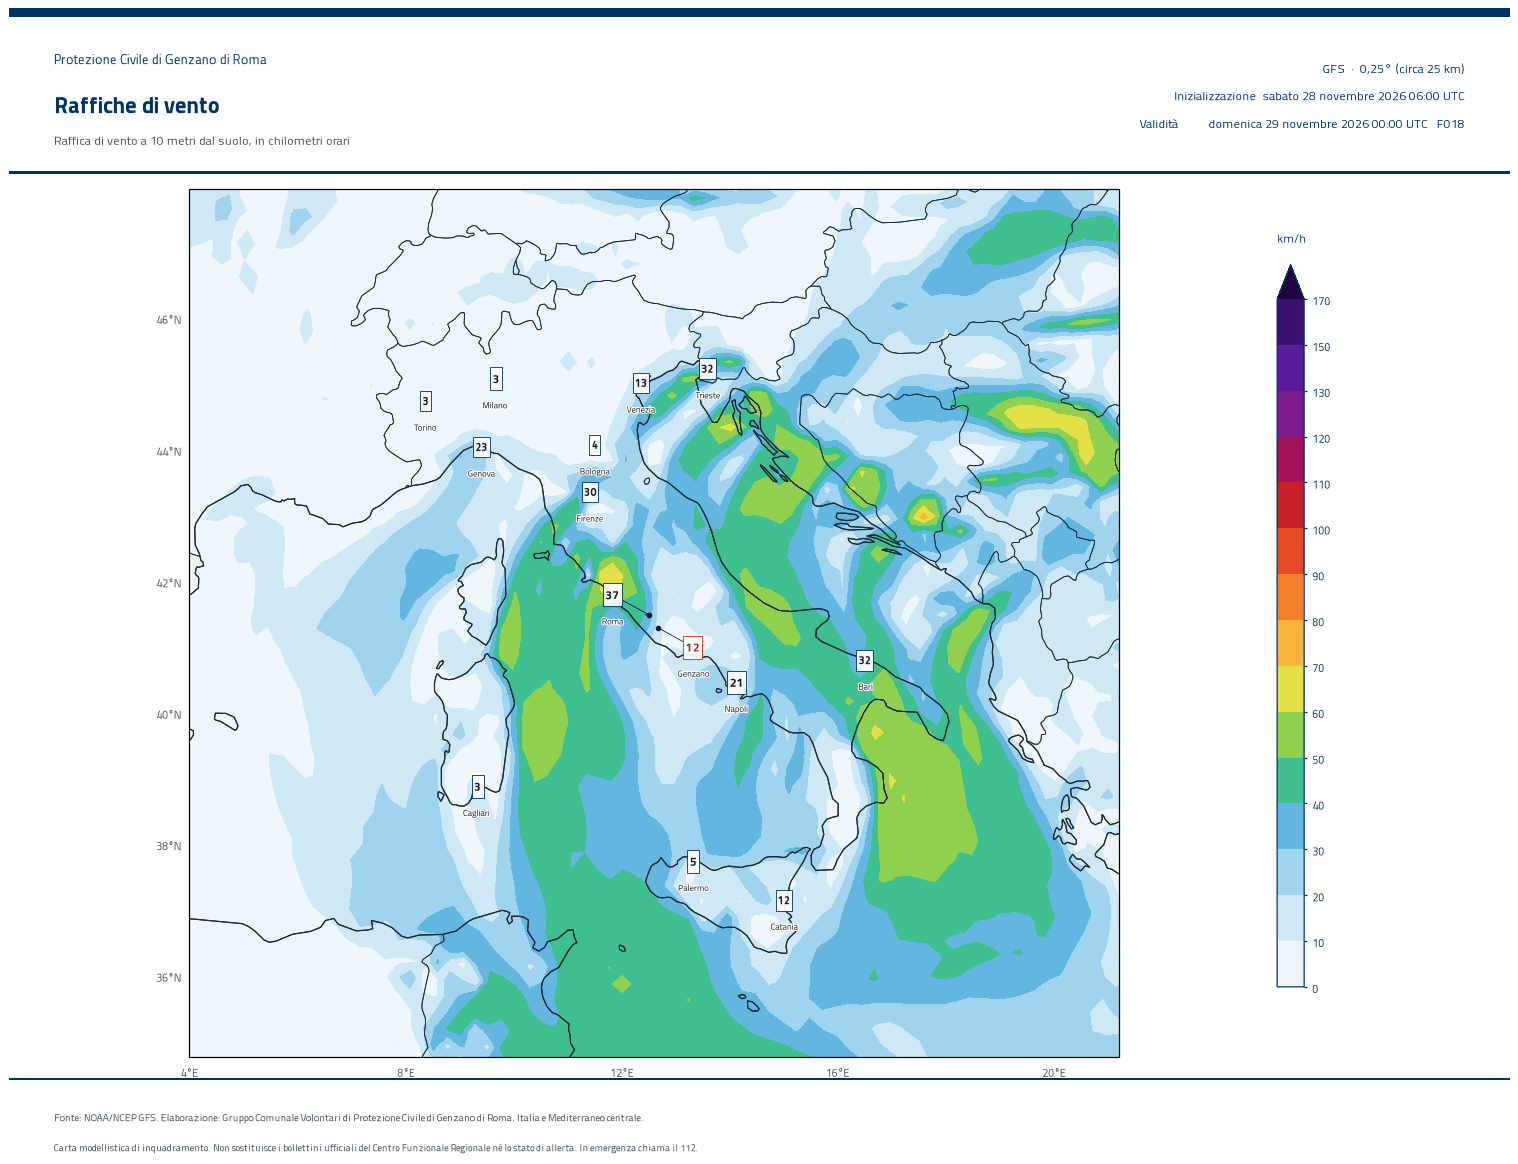 Protezione Civile di Genzano di Roma
Raffiche di vento
Raffica di vento a 10 metri dal suolo, in chilometri orari
GFS · 0,25° (circa 25 km)
Inizializzazione sabato 28 novembre 2026 06:00 UTC
Validità domenica 29 novembre 2026 00:00 UTC F018
km/h
170
150
130
120
110
100
90
80
70
60
50
40
30
20
10
0
46°N
44°N
42°N
40°N
38°N
36°N
4°E
8°E
12°E
16°E
20°E
3
Torino
3
Milano
13
Venezia
32
Trieste
23
Genova
4
Bologna
30
Firenze
37
Roma
12
Genzano
21
Napoli
32
Bari
3
Cagliari
5
Palermo
12
Catania
Fonte: NOAA/NCEP GFS. Elaborazione: Gruppo Comunale Volontari di Protezione Civile di Genzano di Roma. Italia e Mediterraneo centrale.
Carta modellistica di inquadramento. Non sostituisce i bollettini ufficiali del Centro Funzionale Regionale né lo stato di allerta. In emergenza chiama il 112.